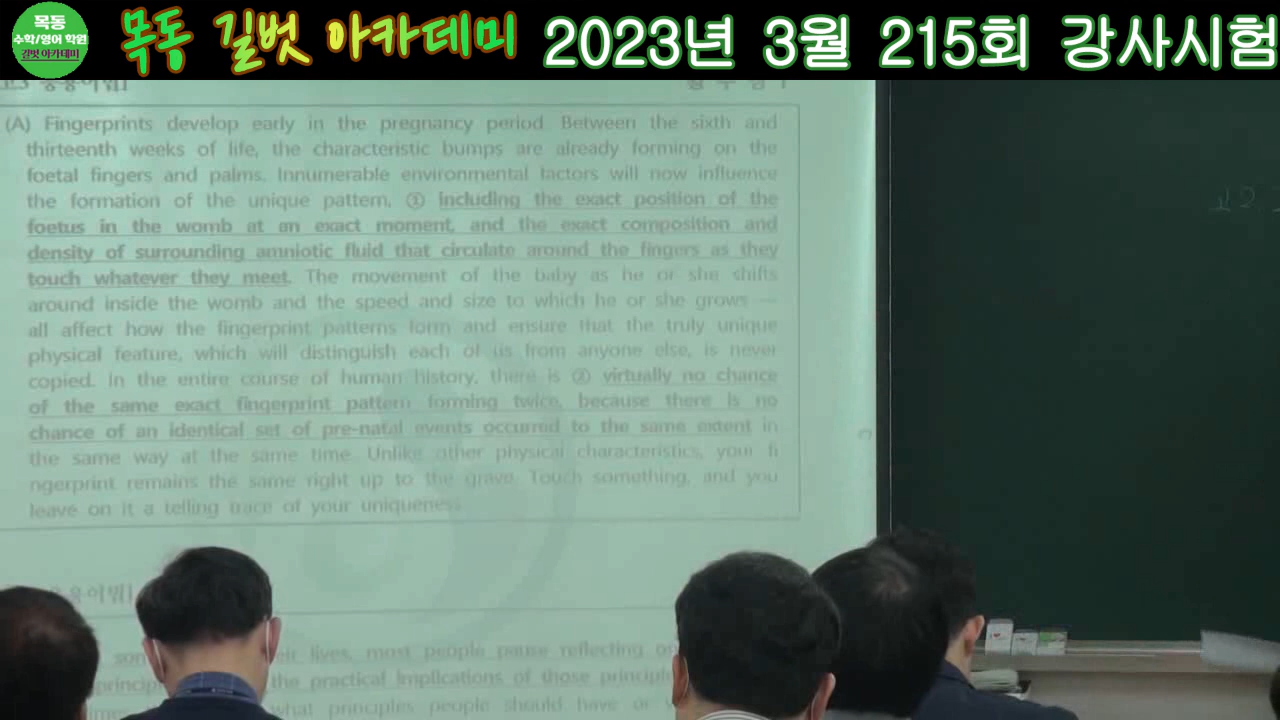 목동
수학/영어 학원
길벗 아카데미
목동 길벗 아카데미 2023년 3월 215회 강사시험
(A) Fingerprints develop early in the pregnancy period. Between the sixth and
thirteenth weeks of life, the characteristic bumps are already forming on the
foetal fingers and palms. Innumerable environmental factors will now influence
the formation of the unique pattern, ① including the exact position of the
foetus in the womb at an exact moment, and the exact composition and
density of surrounding amniotic fluid that circulate around the fingers as they
touch whatever they meet. The movement of the baby as he or she shifts
around inside the womb and the speed and size to which he or she grows —
all affect how the fingerprint patterns form and ensure that the truly unique
physical feature, which will distinguish each of us from anyone else, is never
copied. In the entire course of human history, there is ② virtually no chance
of the same exact fingerprint pattern forming twice, because there is no
chance of an identical set of pre-natal events occurred to the same extent in
the same way at the same time. Unlike other physical characteristics, your fi
ngerprint remains the same right up to the grave. Touch something, and you
leave on it a telling trace of your uniqueness.
lives, most people pause reflecting
the practical implications of those
what principles people should have or